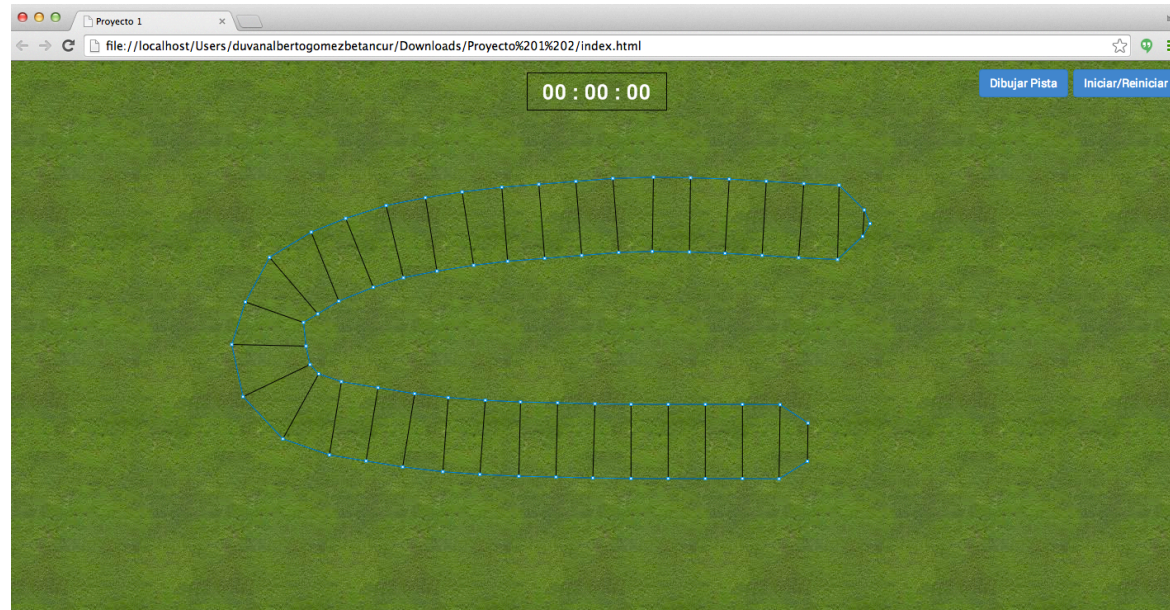 Proyecto 1
file://localhost/Users/duvanalbertogomezbetancur/Downloads/Proyecto%201%202/index.html
00 : 00 : 00
Dibujar Pista
Iniciar/Reiniciar